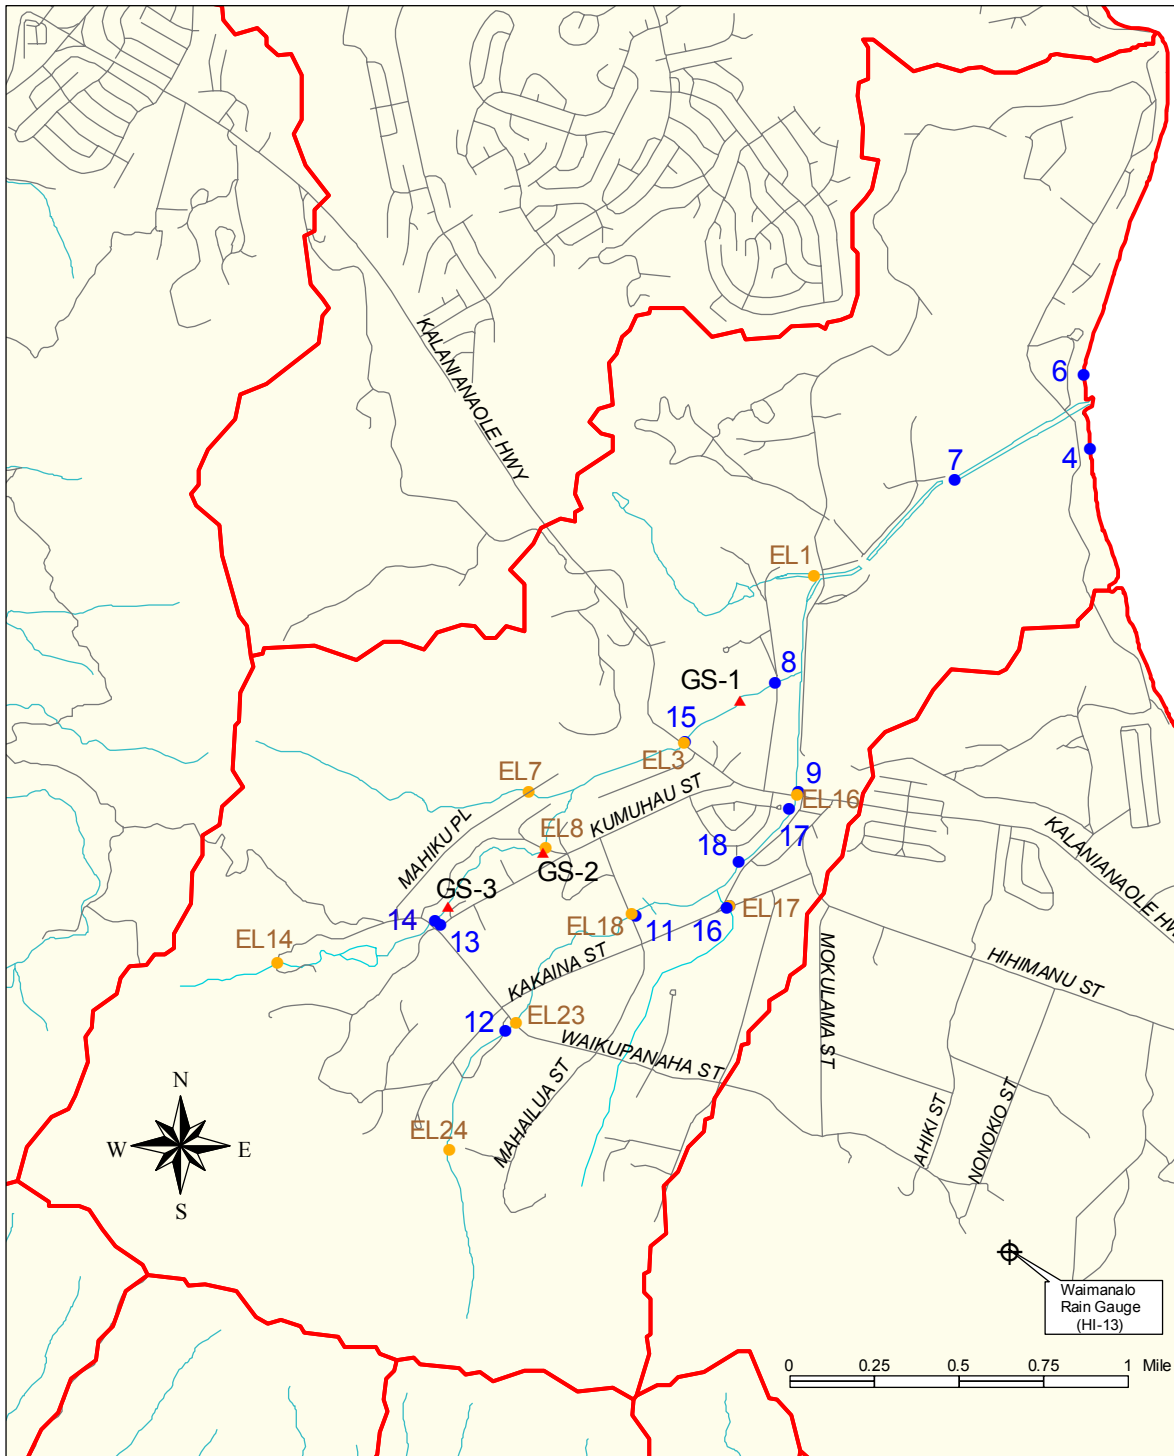 KALANIANAOLE HWY
6
4
7
EL1
8
GS-1
15
EL3
EL7
9
EL16
KUMUHAU ST
17
EL8
MAHIKU PL
18
GS-2
KALANIANAOLE HWY
GS-3
14
13
EL18
11
16
EL17
EL14
KAKAINA ST
MOKULAMA ST
HIHIMANU ST
12
EL23
WAIKUPANAHA ST
MAHAILUA ST
EL24
AHIKI ST
NONOKIO ST
N
W
E
S
Waimanalo
Rain Gauge
(HI-13)
0 0.25 0.5 0.75 1 Mile